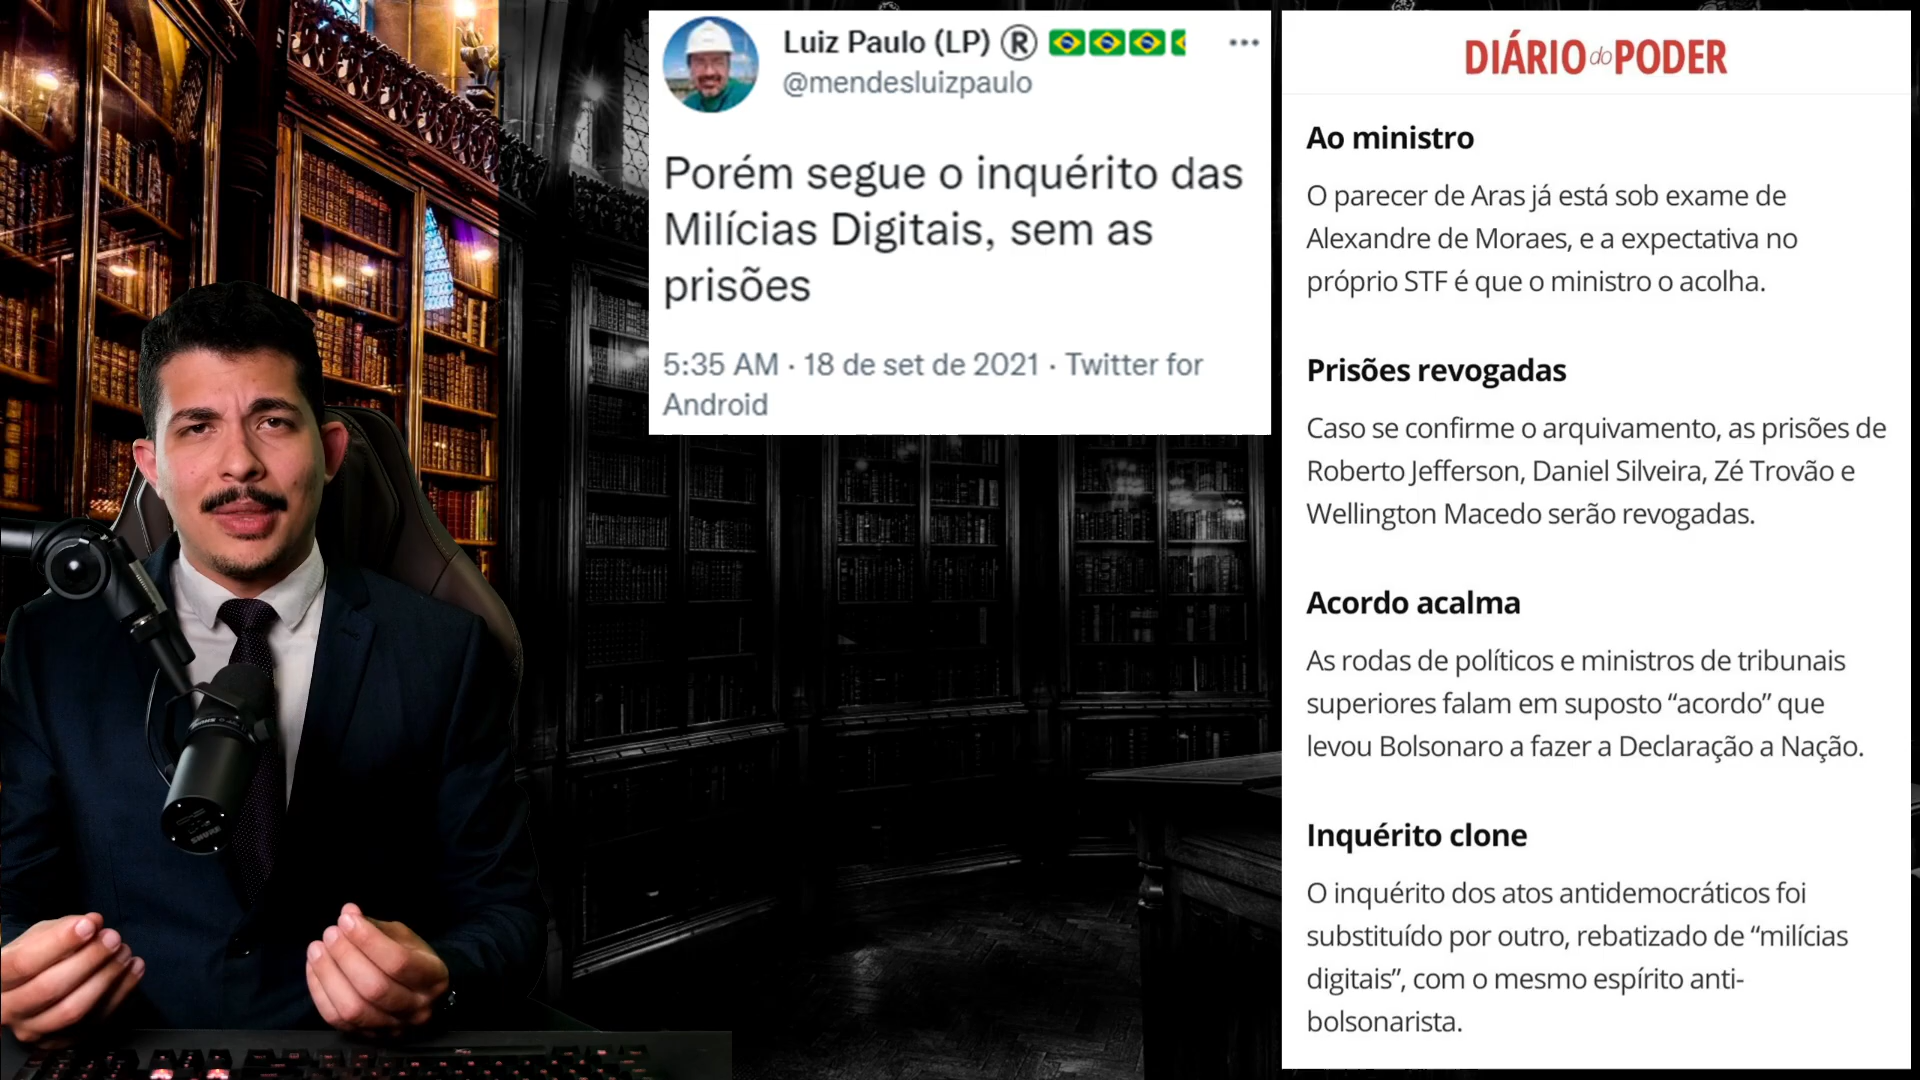 Luiz Paulo (LP) ® 🇧🇷🇧🇷🇧🇷
@mendesluizpaulo
Porém segue o inquérito das
Milícias Digitais, sem as
prisões
5:35 AM · 18 de set de 2021 · Twitter for
Android
DIÁRIO do PODER
Ao ministro
O parecer de Aras já está sob exame de
Alexandre de Moraes, e a expectativa no
próprio STF é que o ministro o acolha.
Prisões revogadas
Caso se confirme o arquivamento, as prisões de
Roberto Jefferson, Daniel Silveira, Zé Trovão e
Wellington Macedo serão revogadas.
Acordo acalma
As rodas de políticos e ministros de tribunais
superiores falam em suposto “acordo” que
levou Bolsonaro a fazer a Declaração a Nação.
Inquérito clone
O inquérito dos atos antidemocráticos foi
substituído por outro, rebatizado de “milícias
digitais”, com o mesmo espírito anti-
bolsonarista.
SHURE